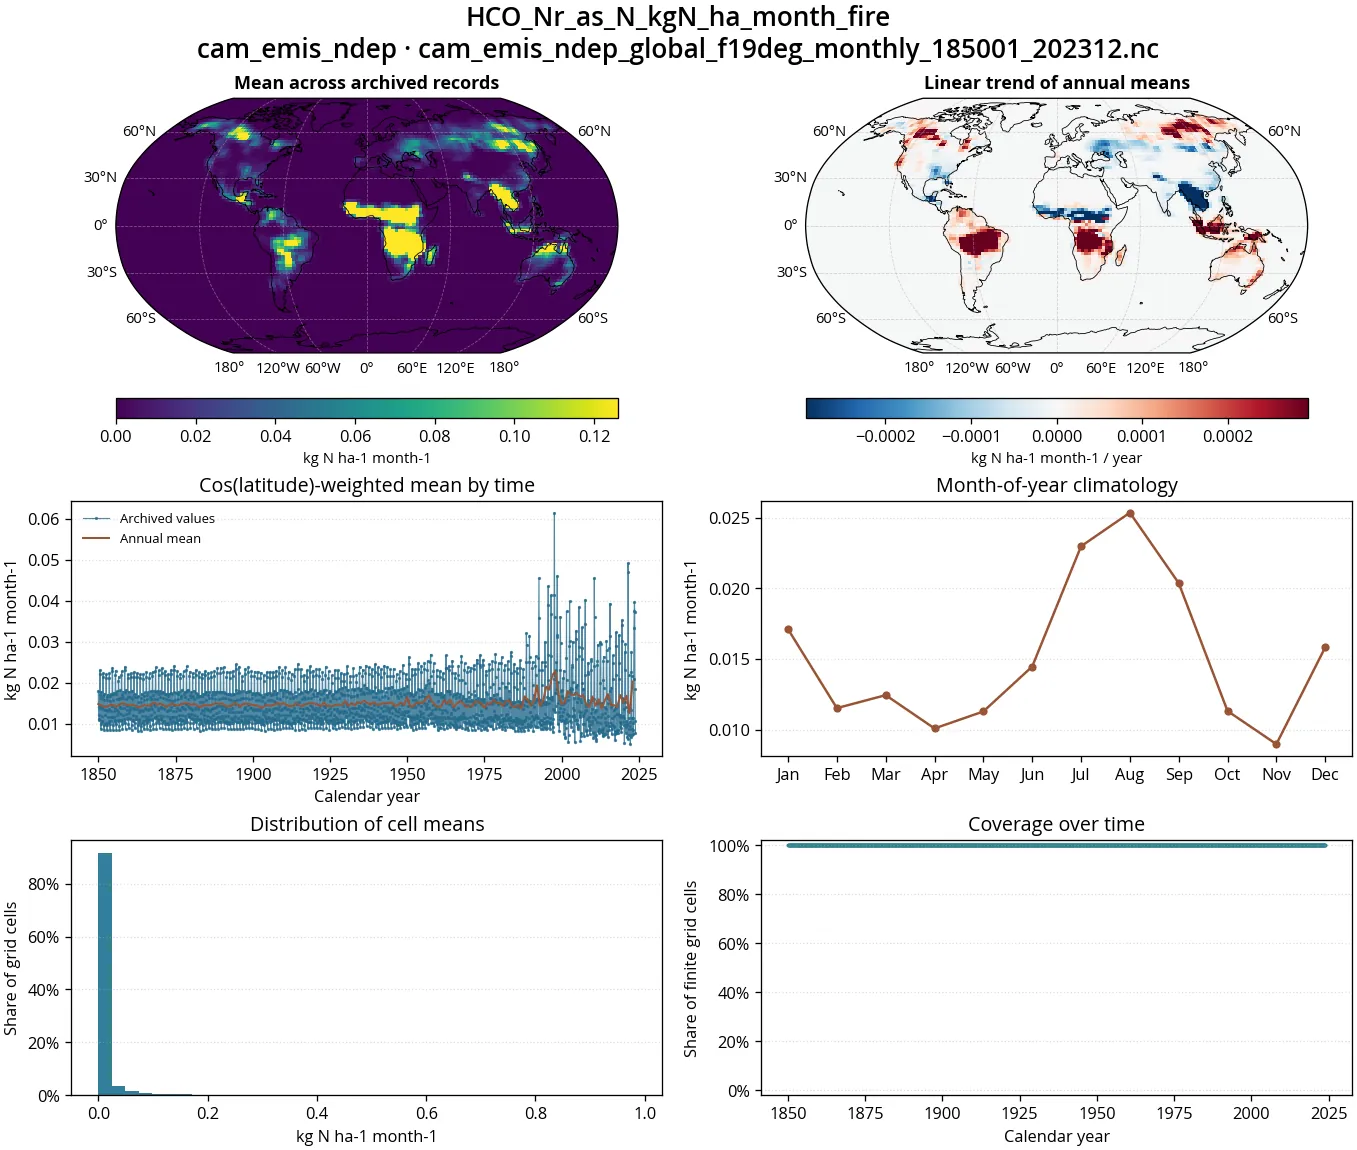 HCO_Nr_as_N_kgN_ha_month_fire
cam_emis_ndep · cam_emis_ndep_global_f19deg_monthly_185001_202312.nc
Mean across archived records
60°N 60°N
30°N
0°
30°S
60°S 60°S
180° 120°W 60°W 0° 60°E 120°E 180°
0.00 0.02 0.04 0.06 0.08 0.10 0.12
kg N ha-1 month-1
Linear trend of annual means
60°N 60°N
30°N
0°
30°S
60°S 60°S
180° 120°W 60°W 0° 60°E 120°E 180°
−0.0002 −0.0001 0.0000 0.0001 0.0002
kg N ha-1 month-1 / year
Cos(latitude)-weighted mean by time
kg N ha-1 month-1
0.06
0.05
0.04
0.03
0.02
0.01
Archived values
Annual mean
1850 1875 1900 1925 1950 1975 2000 2025
Calendar year
Month-of-year climatology
kg N ha-1 month-1
0.025
0.020
0.015
0.010
Jan Feb Mar Apr May Jun Jul Aug Sep Oct Nov Dec
Distribution of cell means
Share of grid cells
80%
60%
40%
20%
0%
0.0 0.2 0.4 0.6 0.8 1.0
kg N ha-1 month-1
Coverage over time
Share of finite grid cells
100%
80%
60%
40%
20%
0%
1850 1875 1900 1925 1950 1975 2000 2025
Calendar year